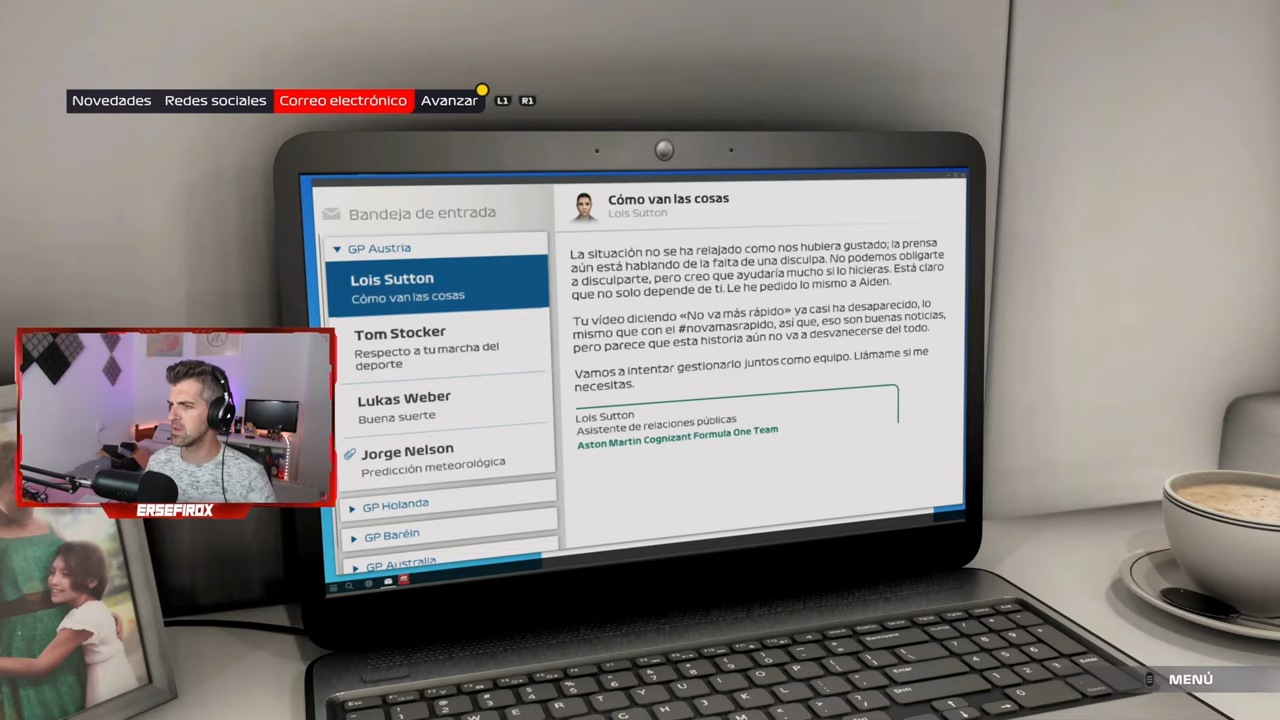 Novedades
Redes sociales
Correo electrónico
Avanzar
L1
R1
Bandeja de entrada
GP Austria
Lois Sutton
Cómo van las cosas
Tom Stocker
Respecto a tu marcha del
deporte
Lukas Weber
Buena suerte
Jorge Nelson
Predicción meteorológica
GP Holanda
GP Baréin
GP Australia
Cómo van las cosas
Lois Sutton
La situación no se ha relajado como nos hubiera gustado; la prensa
aún está hablando de la falta de una disculpa. No podemos obligarte
a disculparte, pero creo que ayudaría mucho si lo hicieras. Está claro
que no solo depende de ti. Le he pedido lo mismo a Aiden.
Tu vídeo diciendo «No va más rápido» ya casi ha desaparecido, lo
mismo que con el #novamasrapido, así que, eso son buenas noticias,
pero parece que esta historia aún no va a desvanecerse del todo.
Vamos a intentar gestionarlo juntos como equipo. Llámame si me
necesitas.
Lois Sutton
Asistente de relaciones públicas
Aston Martin Cognizant Formula One Team
ERSEFIROX
MENÚ